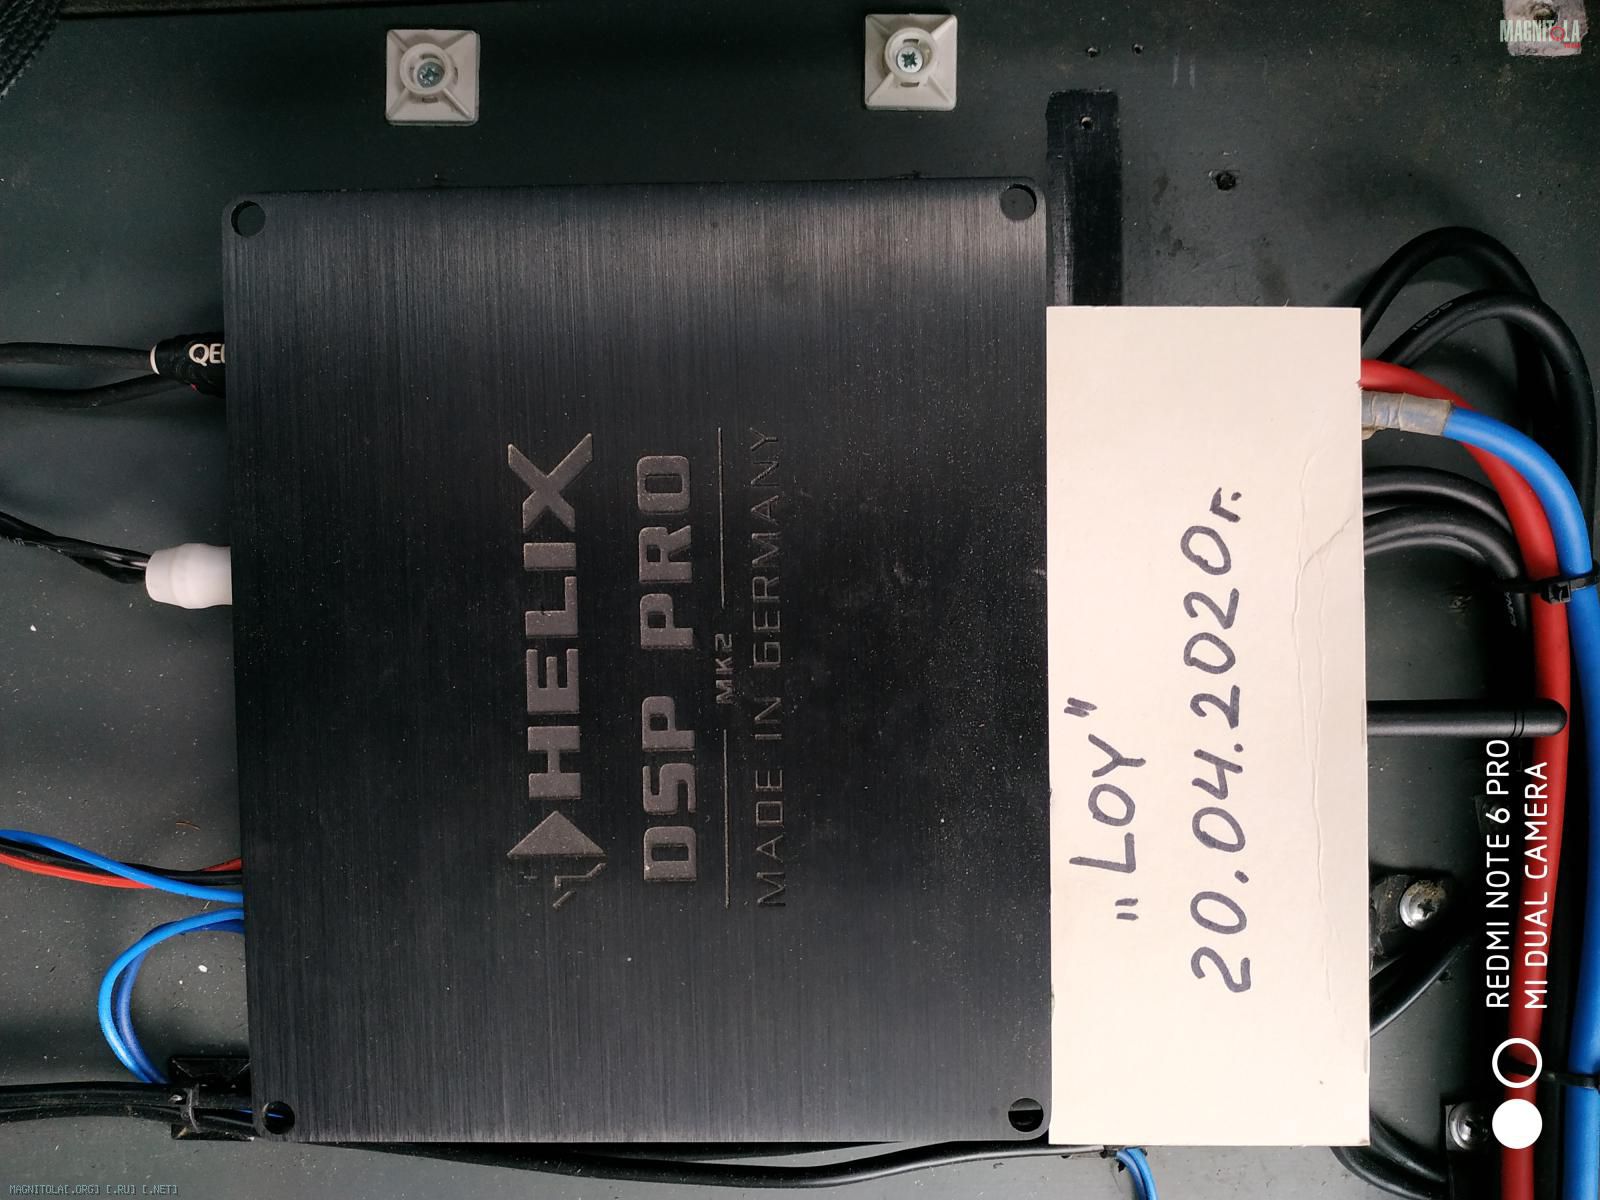 MAGNITOLA
HELIX
DSP PRO
MK2
MADE IN GERMANY
"LOY"
20.04.2020г.
REDMI NOTE 6 PRO
MI DUAL CAMERA
MAGNITOLA[.ORG] [.RU] [.NET]